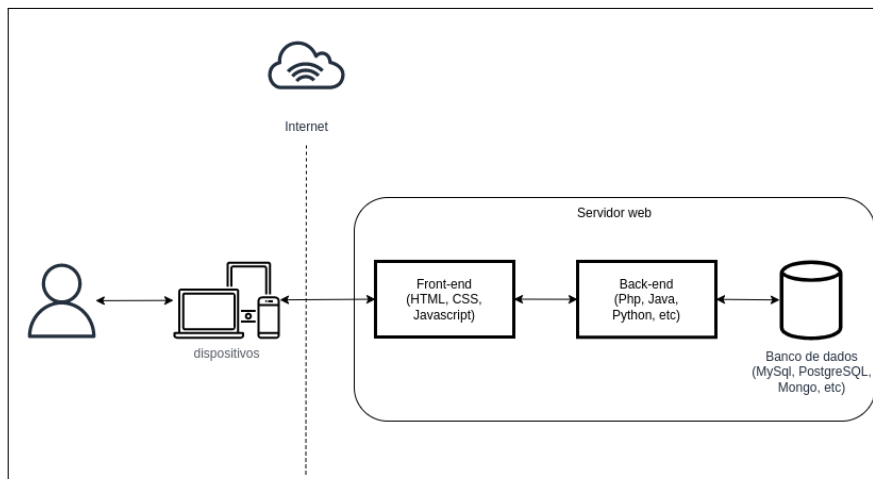 Internet
Servidor web
Front-end
(HTML, CSS,
Javascript)
Back-end
(Php, Java,
Python, etc)
dispositivos
Banco de dados
(MySql, PostgreSQL,
Mongo, etc)